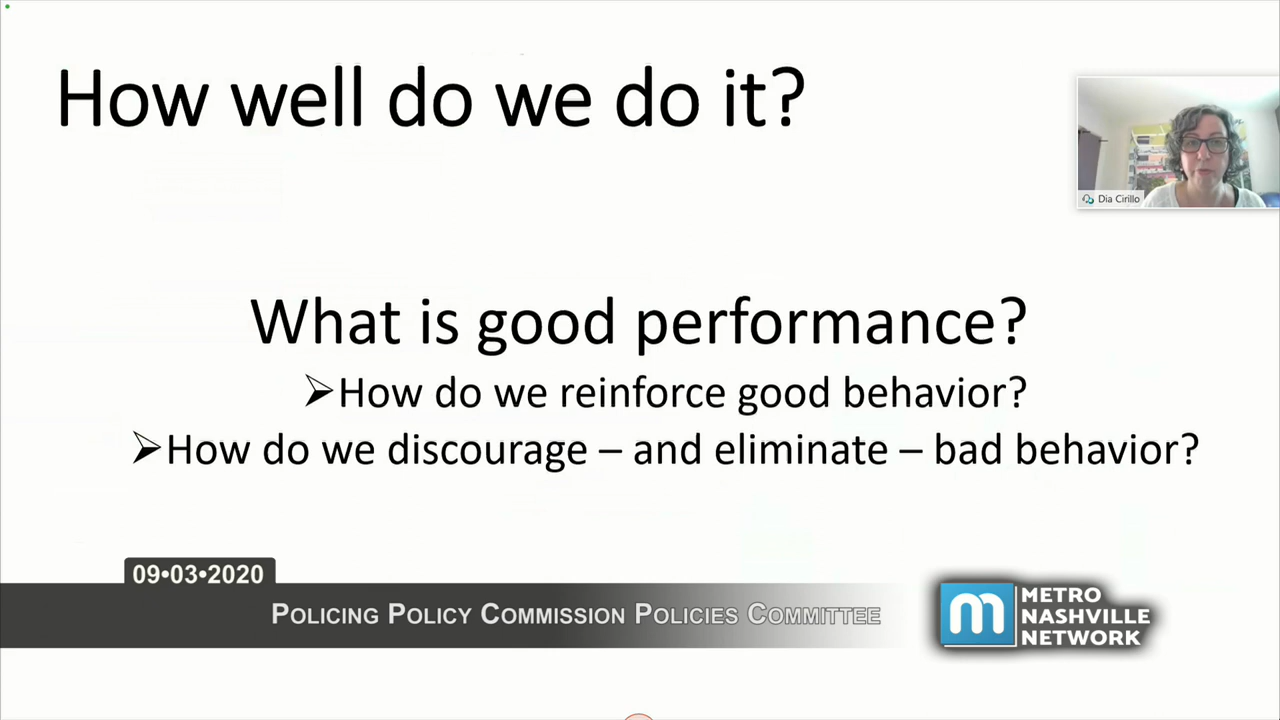 How well do we do it?
Dia Cirillo
What is good performance?
➢How do we reinforce good behavior?
➢How do we discourage – and eliminate – bad behavior?
09•03•2020
Policing Policy Commission Policies Committee
m METRO
NASHVILLE
NETWORK